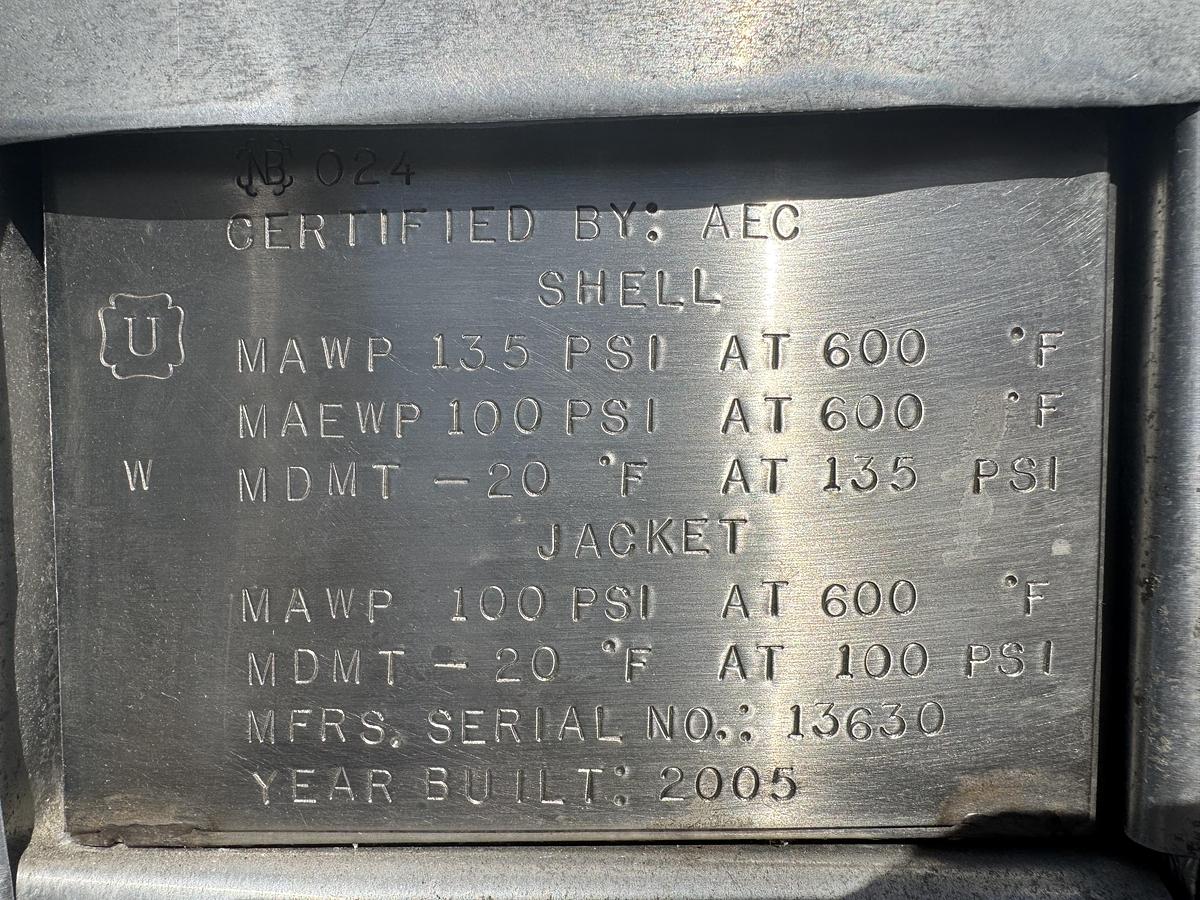 NB 024
CERTIFIED BY: AEC
SHELL
U
MAWP 135 PSI AT 600 °F
MAEWP 100 PSI AT 600 °F
W
MDMT -20 °F AT 135 PSI
JACKET
MAWP 100 PSI AT 600 °F
MDMT -20 °F AT 100 PSI
MFRS. SERIAL NO.: 13630
YEAR BUILT: 2005